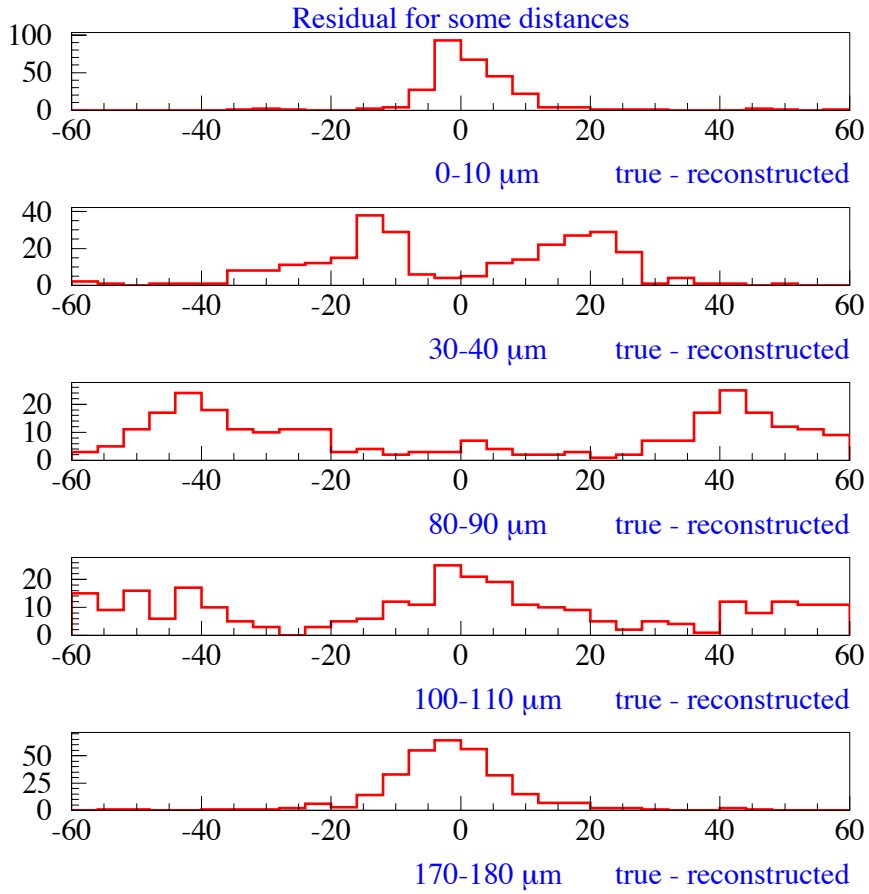 Residual for some distances
100
50
0
-60 -40 -20 0 20 40 60
0-10 μm true - reconstructed
40
20
0
-60 -40 -20 0 20 40 60
30-40 μm true - reconstructed
20
10
0
-60 -40 -20 0 20 40 60
80-90 μm true - reconstructed
20
10
0
-60 -40 -20 0 20 40 60
100-110 μm true - reconstructed
50
25
0
-60 -40 -20 0 20 40 60
170-180 μm true - reconstructed